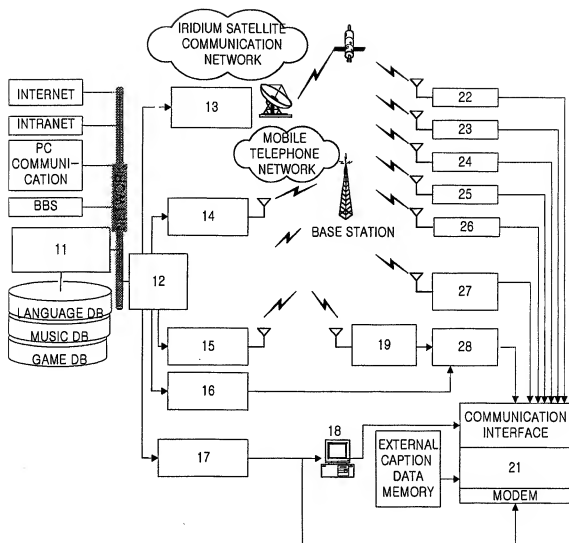 IRIDIUM SATELLITE
COMMUNICATION
NETWORK
INTERNET
INTRANET
PC
COMMUNI-
CATION
BBS
NETWORK
11
LANGUAGE DB
MUSIC DB
GAME DB
12
13
MOBILE
TELEPHONE
NETWORK
14
BASE STATION
15
16
17
18
19
22
23
24
25
26
27
28
COMMUNICATION
INTERFACE
21
MODEM
EXTERNAL
CAPTION
DATA
MEMORY